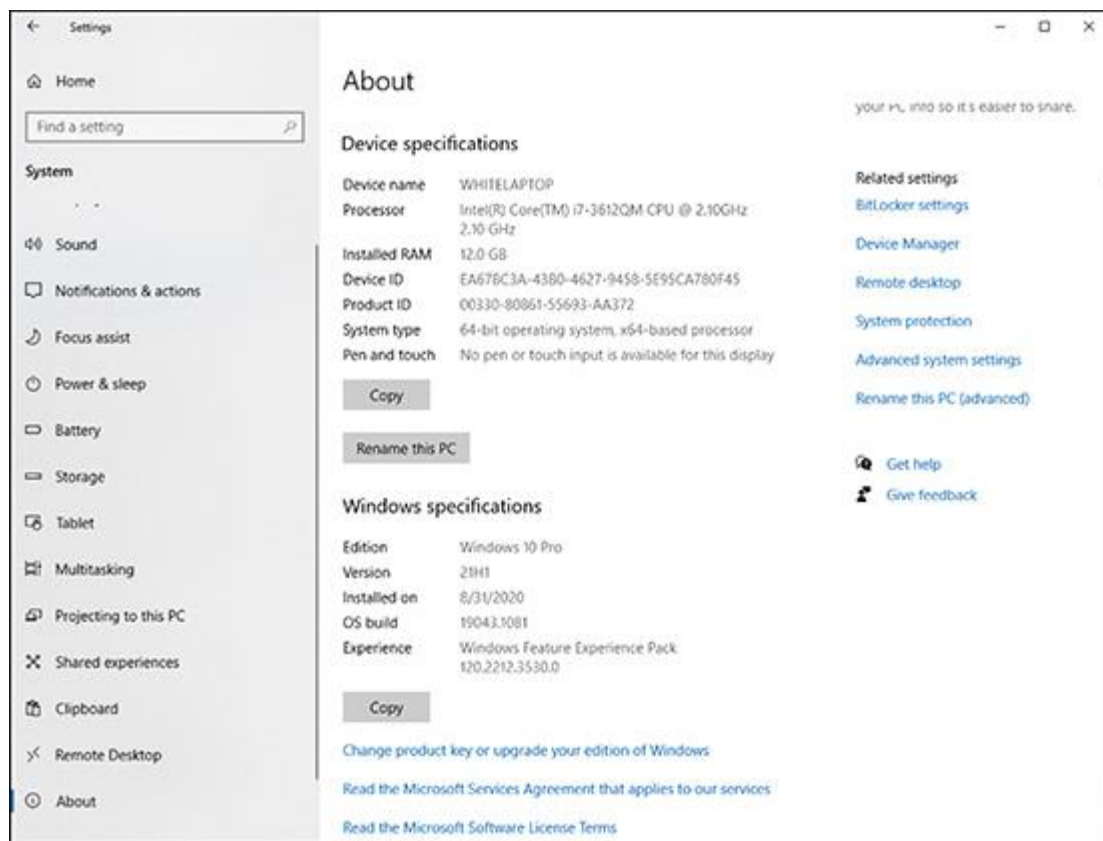 Settings
Home
Find a setting
System
Sound
Notifications & actions
Focus assist
Power & sleep
Battery
Storage
Tablet
Multitasking
Projecting to this PC
Shared experiences
Clipboard
Remote Desktop
About
About
Device specifications
Device name WHITELAPTOP
Processor Intel(R) Core(TM) i7-3612QM CPU @ 2.10GHz
2.10 GHz
Installed RAM 12.0 GB
Device ID EA67BC3A-43B0-4627-9458-5E95CA780F45
Product ID 00330-80861-55693-AA372
System type 64-bit operating system, x64-based processor
Pen and touch No pen or touch input is available for this display
Copy
Rename this PC
Windows specifications
Edition Windows 10 Pro
Version 21H1
Installed on 8/31/2020
OS build 19043.1081
Experience Windows Feature Experience Pack
120.2212.3530.0
Copy
Change product key or upgrade your edition of Windows
Read the Microsoft Services Agreement that applies to our services
Read the Microsoft Software License Terms
your PC info so it's easier to share.
Related settings
BitLocker settings
Device Manager
Remote desktop
System protection
Advanced system settings
Rename this PC (advanced)
Get help
Give feedback